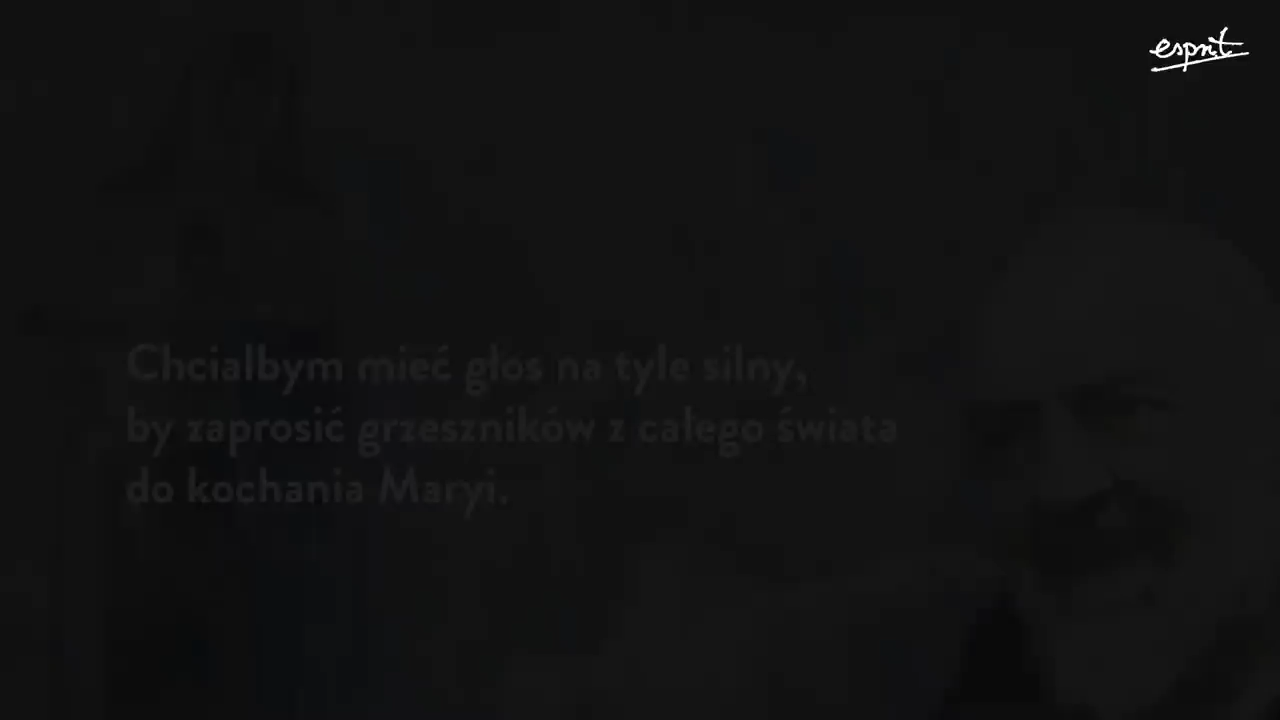 esprit
Chciałbym mieć głos na tyle silny,
by zaprosić grzeszników z całego świata
do kochania Maryi.